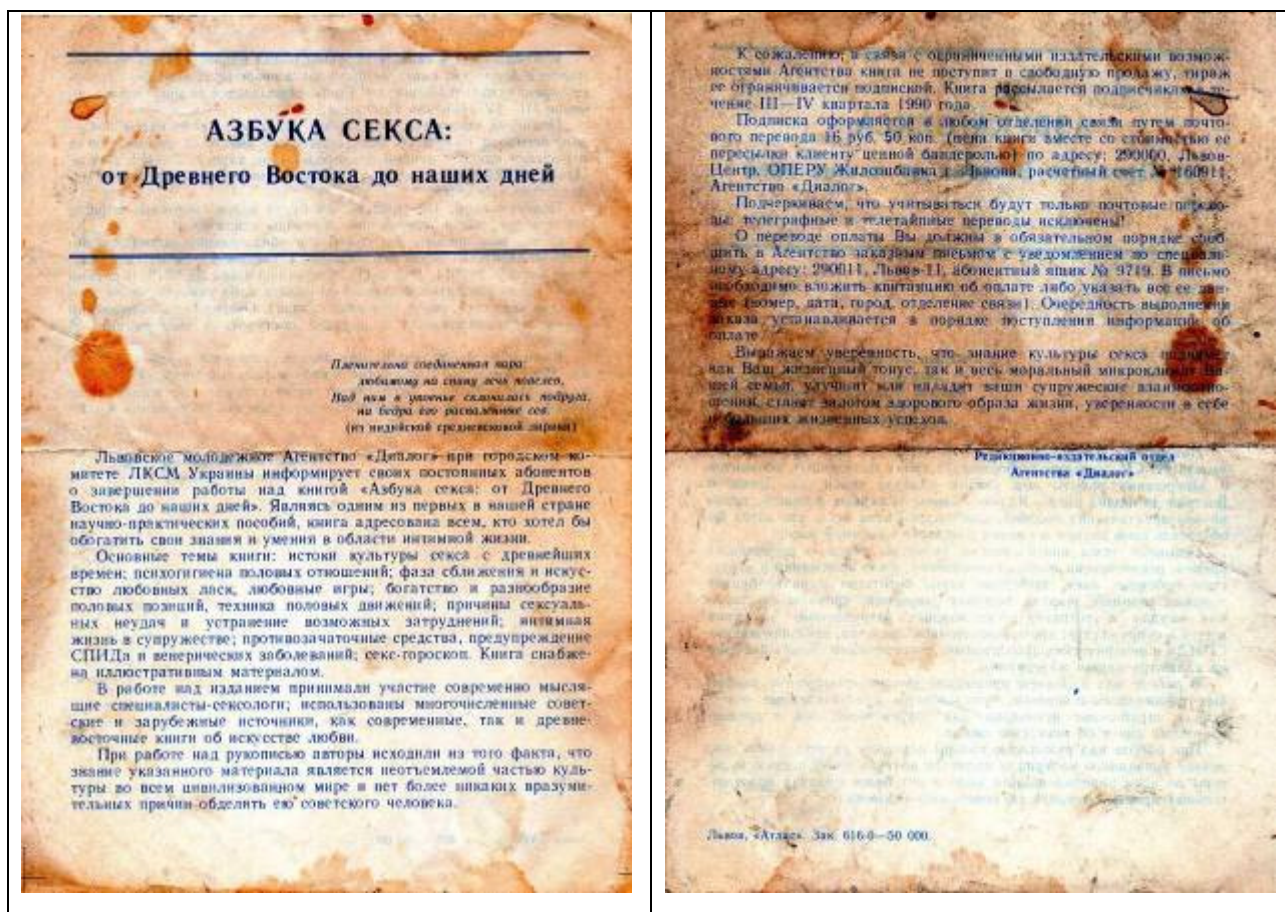 АЗБУКА СЕКСА:
от Древнего Востока до наших дней
Пленительна соединенная пара:
любимому на спину лечь повелев,
Над ним в упоенье склонилась подруга,
на бедра его распаленные сев.
(из индийской средневековой лирики)
Львовское молодежное Агентство «Диалог» при городском ко-
митете ЛКСМ Украины информирует своих постоянных абонентов
о завершении работы над книгой «Азбука секса: от Древнего
Востока до наших дней». Являясь одним из первых в нашей стране
научно-практических пособий, книга адресована всем, кто хотел бы
обогатить свои знания и умения в области интимной жизни.
Основные темы книги: истоки культуры секса с древнейших
времен; психогигиена половых отношений; фаза сближения и искус-
ство любовных ласк, любовные игры; богатство и разнообразие
половых позиций, техника половых движений; причины сексуаль-
ных неудач и устранение возможных затруднений; интимная
жизнь в супружестве; противозачаточные средства, предупреждение
СПИДа и венерических заболеваний; секс-гороскоп. Книга снабже-
на иллюстративным материалом.
В работе над изданием принимали участие современно мысля-
щие специалисты-сексологи; использованы многочисленные совет-
ские и зарубежные источники, как современные, так и древне-
восточные книги об искусстве любви.
При работе над рукописью авторы исходили из того факта, что
знание указанного материала является неотъемлемой частью куль-
туры во всем цивилизованном мире и нет более никаких вразуми-
тельных причин обделить ею советского человека.
К сожалению, в связи с ограниченными издательскими возмож-
ностями Агентства книга не поступит в свободную продажу, тираж
ее ограничивается подпиской. Книга рассылается подписчикам в те-
чение III—IV квартала 1990 года.
Подписка оформляется в любом отделении связи путем почто-
вого перевода 16 руб. 50 коп. (цена книги вместе со стоимостью ее
пересылки клиенту ценной бандеролью) по адресу: 290000, Львов-
Центр, ОПЕРУ Жилсоцбанка г. Львова, расчетный счет № 160911,
Агентство «Диалог».
Подчеркиваем, что учитываться будут только почтовые перево-
ды; телеграфные и телетайпные переводы исключены!
О переводе оплаты Вы должны в обязательном порядке сооб-
щить в Агентство заказным письмом с уведомлением по специаль-
ному адресу: 290011, Львов-11, абонентный ящик № 9719. В письмо
необходимо вложить квитанцию об оплате либо указать все ее дан-
ные (номер, дата, город, отделение связи). Очередность выполнения
заказа устанавливается в порядке поступления информации об
оплате.
Выражаем уверенность, что знание культуры секса поднимет
как Ваш жизненный тонус, так и весь моральный микроклимат Ва-
шей семьи, улучшит или наладит ваши супружеские взаимоотно-
шения, станет залогом здорового образа жизни, уверенности в себе
и больших жизненных успехов.
Редакционно-издательский отдел
Агентства «Диалог»
Львов, «Атлас». Зак. 616-0—50 000.